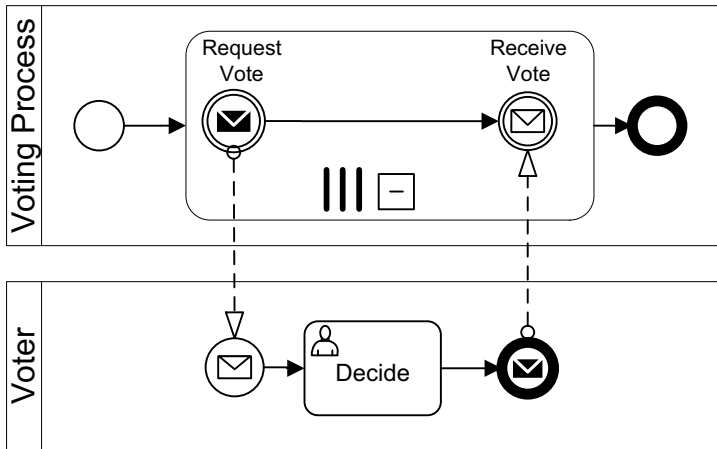 Voting Process
Request
Vote
Receive
Vote
Voter
Decide